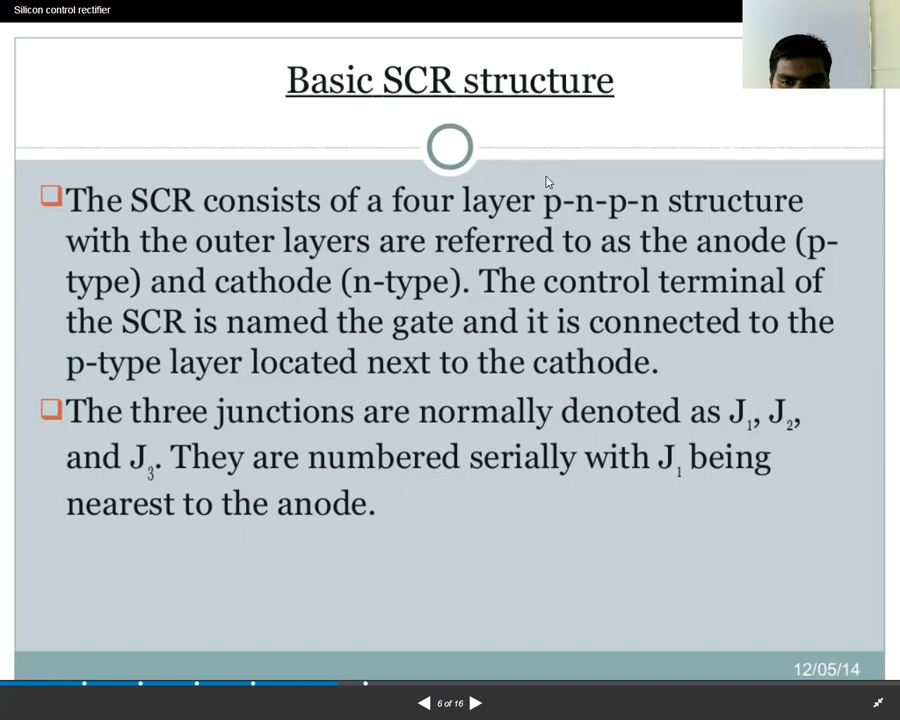 Silicon control rectifier
Basic SCR structure
The SCR consists of a four layer p-n-p-n structure
with the outer layers are referred to as the anode (p-
type) and cathode (n-type). The control terminal of
the SCR is named the gate and it is connected to the
p-type layer located next to the cathode.
The three junctions are normally denoted as J₁, J₂,
and J₃. They are numbered serially with J₁ being
nearest to the anode.
12/05/14
6 of 16